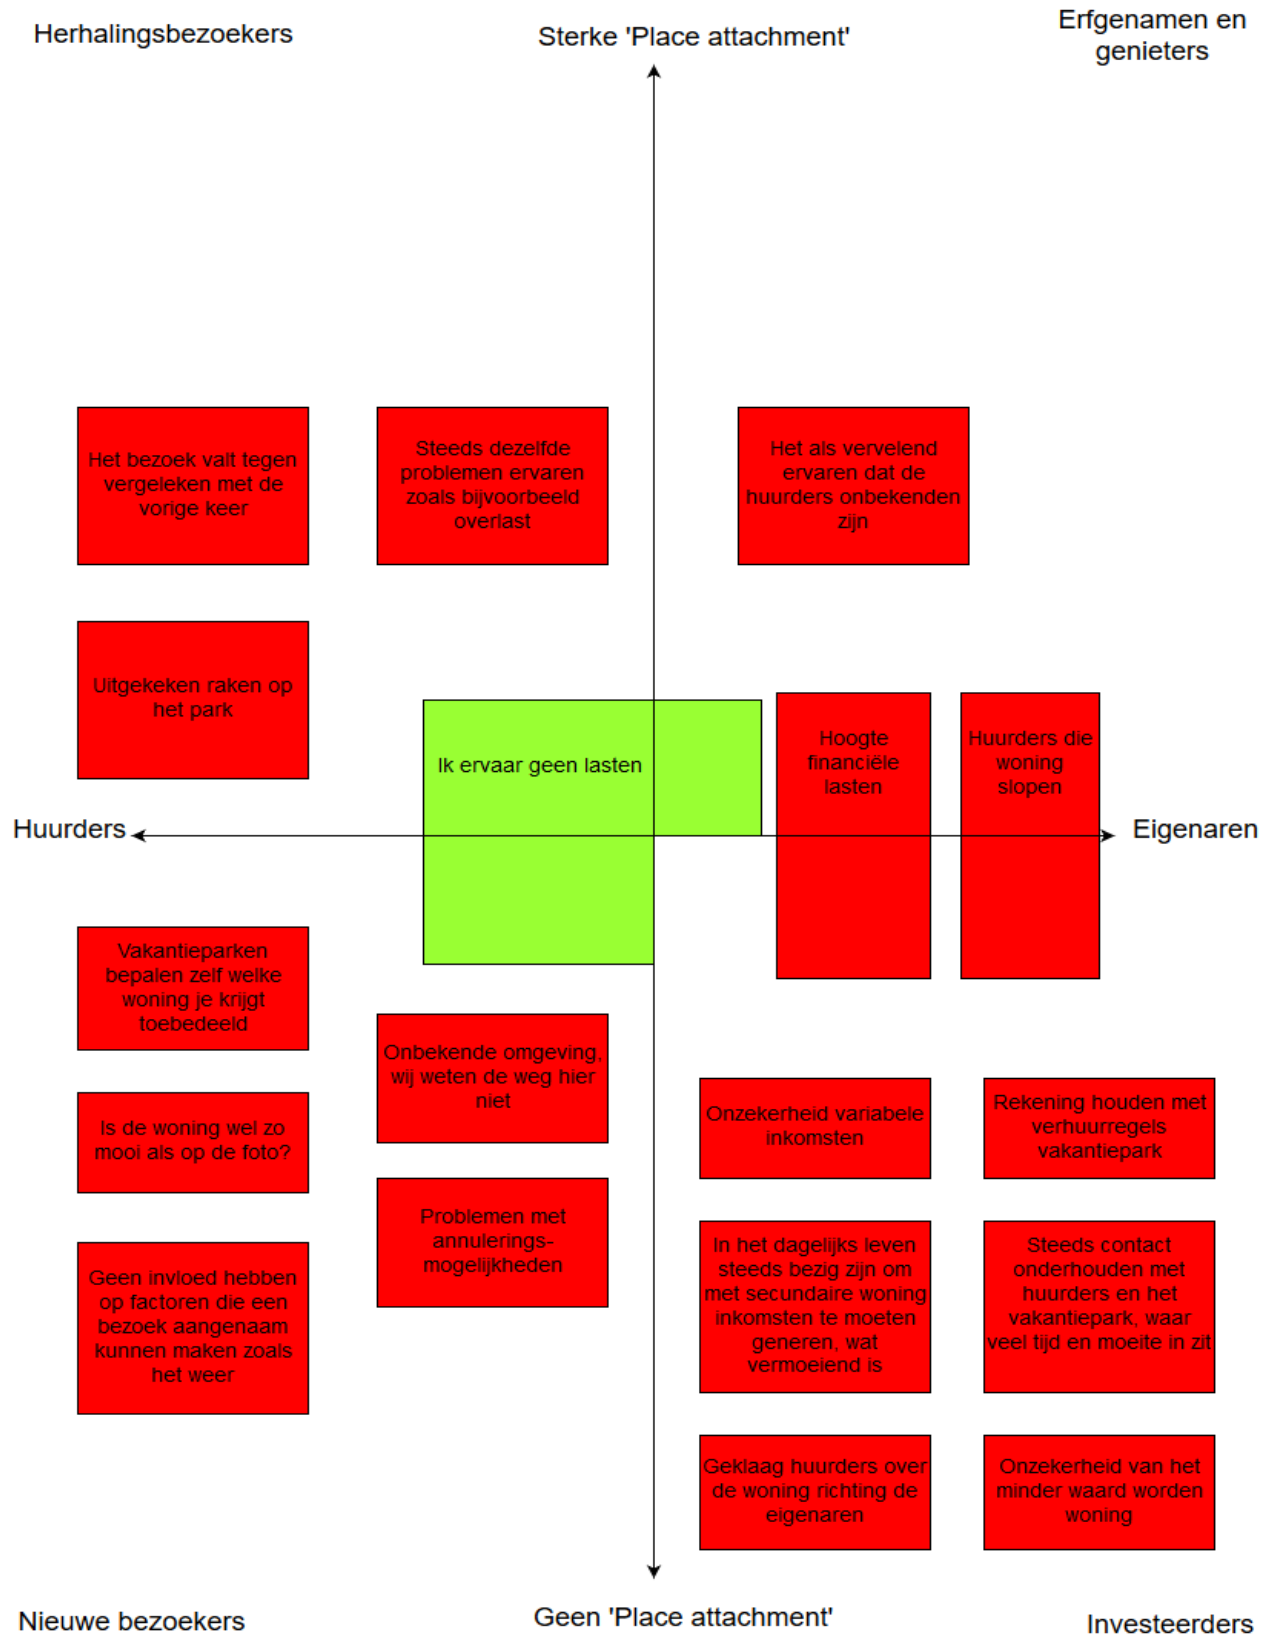 Herhalingsbezoekers
Sterke 'Place attachment'
Erfgenamen en
genieters
Het bezoek valt tegen
vergeleken met de
vorige keer
Steeds dezelfde
problemen ervaren
zoals bijvoorbeeld
overlast
Het als vervelend
ervaren dat de
huurders onbekenden
zijn
Uitgekeken raken op
het park
Ik ervaar geen lasten
Hoogte
financiële
lasten
Huurders die
woning
slopen
Huurders
Eigenaren
Vakantieparken
bepalen zelf welke
woning je krijgt
toebedeeld
Onbekende omgeving,
wij weten de weg hier
niet
Is de woning wel zo
mooi als op de foto?
Problemen met
annulerings-
mogelijkheden
Geen invloed hebben
op factoren die een
bezoek aangenaam
kunnen maken zoals
het weer
Onzekerheid variabele
inkomsten
Rekening houden met
verhuurregels
vakantiepark
In het dagelijks leven
steeds bezig zijn om
met secundaire woning
inkomsten te moeten
generen, wat
vermoeiend is
Steeds contact
onderhouden met
huurders en het
vakantiepark, waar
veel tijd en moeite in zit
Geklaag huurders over
de woning richting de
eigenaren
Onzekerheid van het
minder waard worden
woning
Nieuwe bezoekers
Geen 'Place attachment'
Investeerders